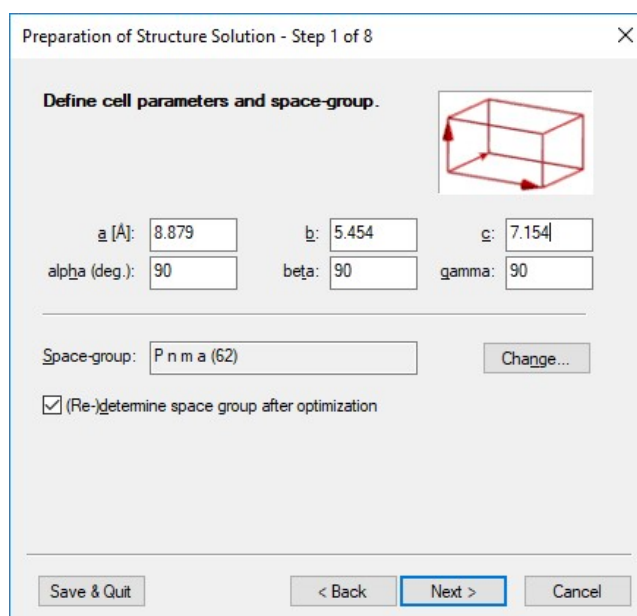 Preparation of Structure Solution - Step 1 of 8
Define cell parameters and space-group.
a [Å]: 8.879 b: 5.454 c: 7.154
alpha (deg.): 90 beta: 90 gamma: 90
Space-group: P n m a (62) Change...
(Re-)determine space group after optimization
Save & Quit < Back Next > Cancel